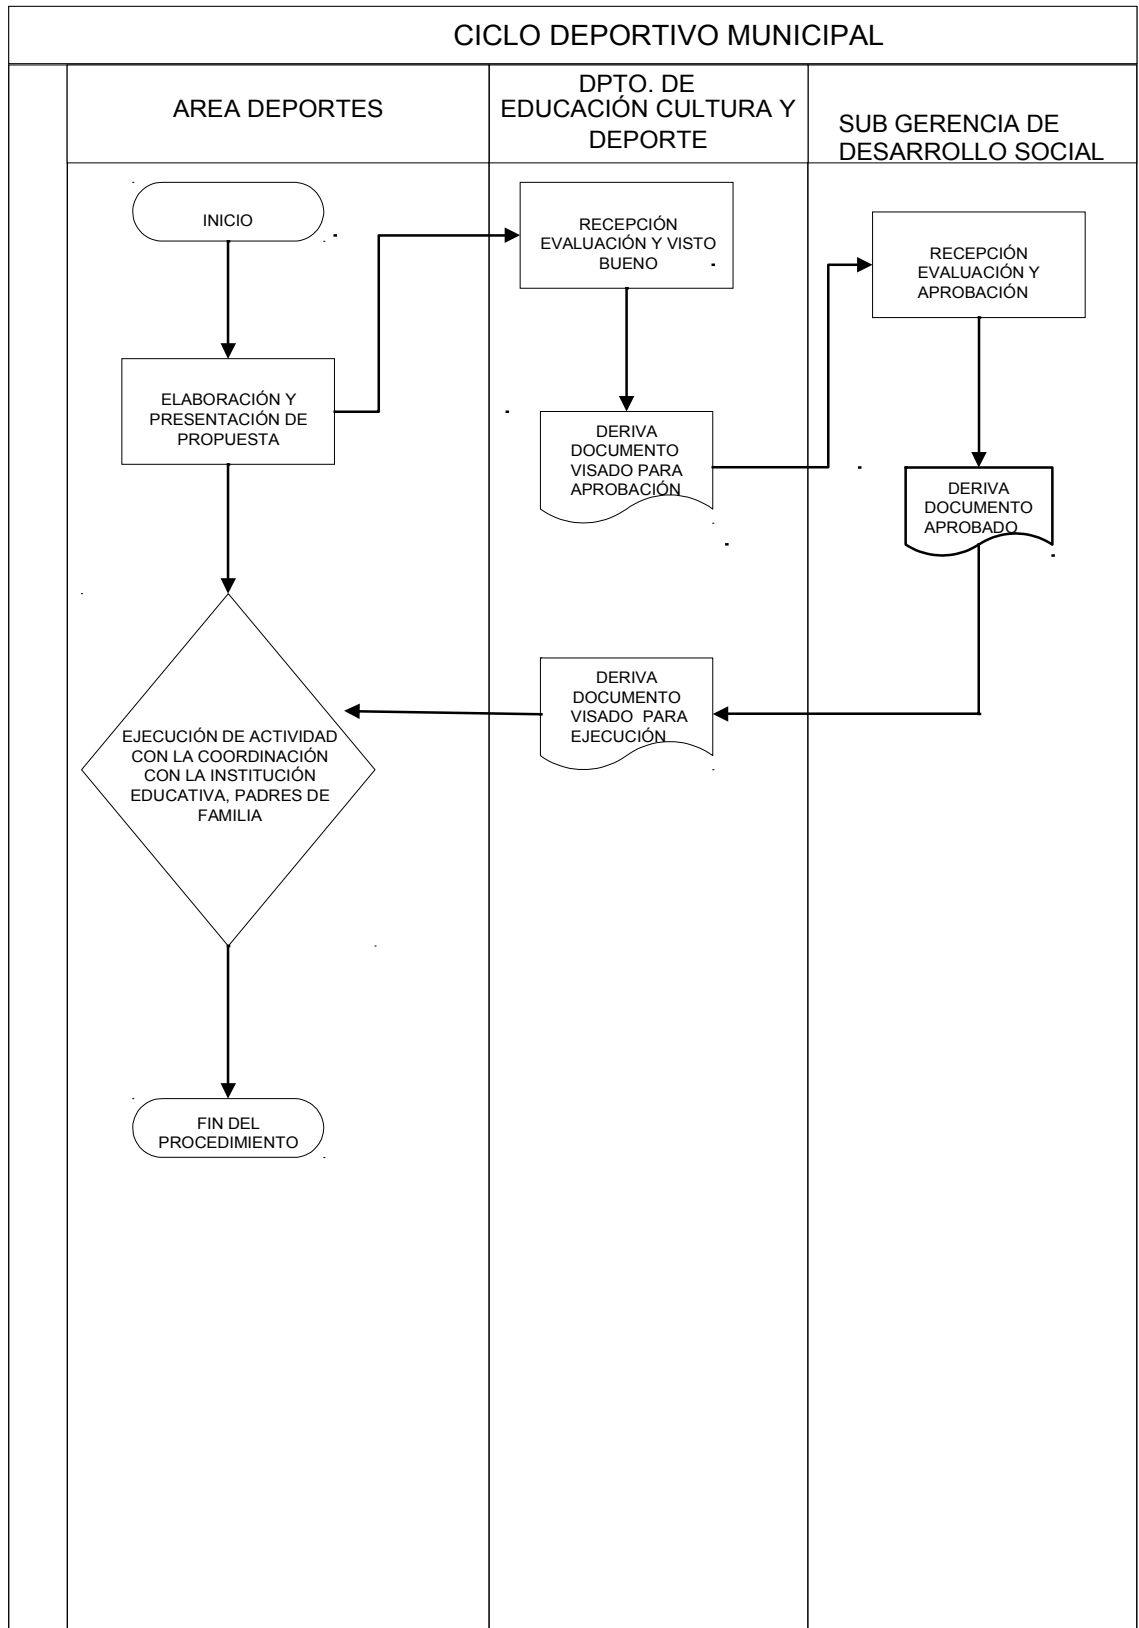 CICLO DEPORTIVO MUNICIPAL
AREA DEPORTES
DPTO. DE
EDUCACIÓN CULTURA Y
DEPORTE
SUB GERENCIA DE
DESARROLLO SOCIAL
INICIO
RECEPCIÓN
EVALUACIÓN Y VISTO
BUENO
RECEPCIÓN
EVALUACIÓN Y
APROBACIÓN
ELABORACIÓN Y
PRESENTACIÓN DE
PROPUESTA
DERIVA
DOCUMENTO
VISADO PARA
APROBACIÓN
DERIVA
DOCUMENTO
APROBADO
DERIVA
DOCUMENTO
VISADO PARA
EJECUCIÓN
EJECUCIÓN DE ACTIVIDAD
CON LA COORDINACIÓN
CON LA INSTITUCIÓN
EDUCATIVA, PADRES DE
FAMILIA
FIN DEL
PROCEDIMIENTO